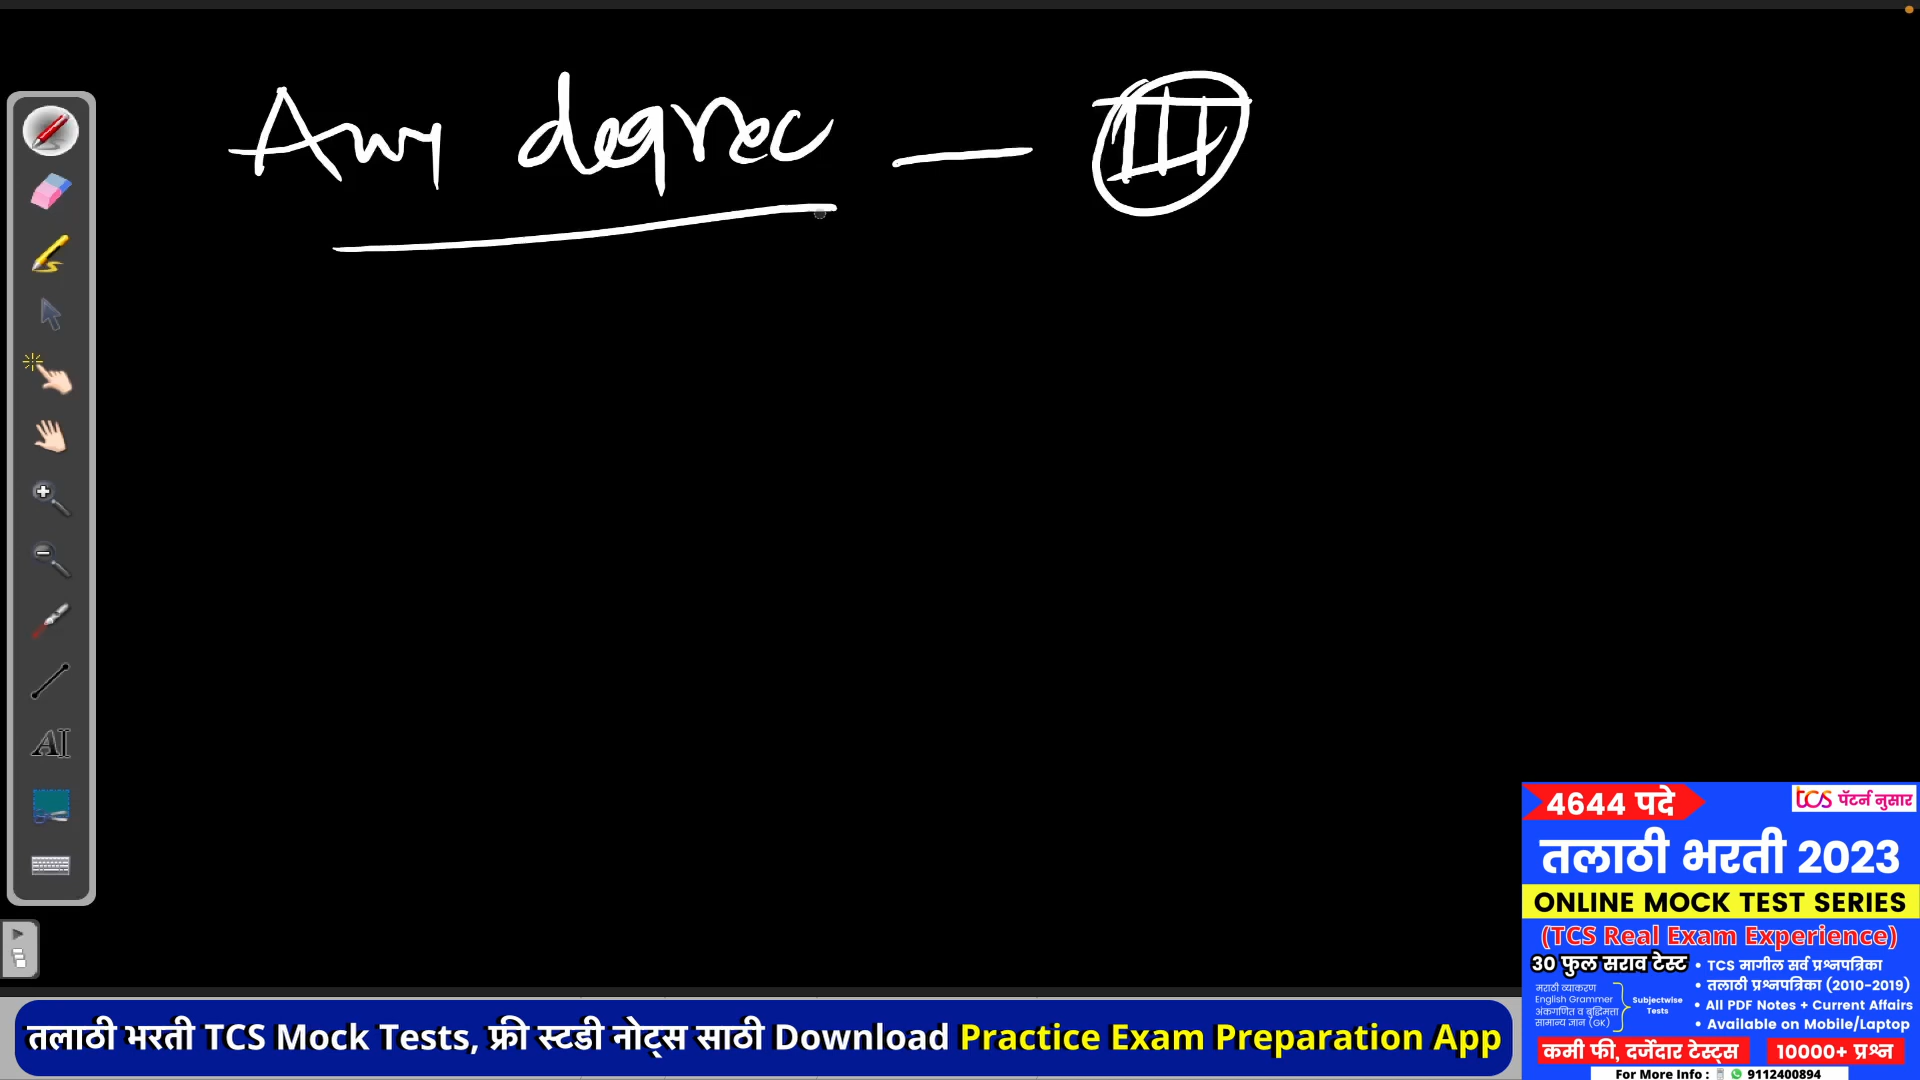 Any degree — III
4644 पदे
tcs पॅटर्न नुसार
तलाठी भरती 2023
ONLINE MOCK TEST SERIES
(TCS Real Exam Experience)
30 फुल सराव टेस्ट
मराठी व्याकरण
English Grammer
अंकगणित व बुद्धिमत्ता
सामान्य ज्ञान (GK)
Subjectwise
Tests
• TCS मागील सर्व प्रश्नपत्रिका
• तलाठी प्रश्नपत्रिका (2010-2019)
• All PDF Notes + Current Affairs
• Available on Mobile/Laptop
कमी फी, दर्जेदार टेस्ट्स
10000+ प्रश्न
For More Info : 9112400894
तलाठी भरती TCS Mock Tests, फ्री स्टडी नोट्स साठी Download Practice Exam Preparation App